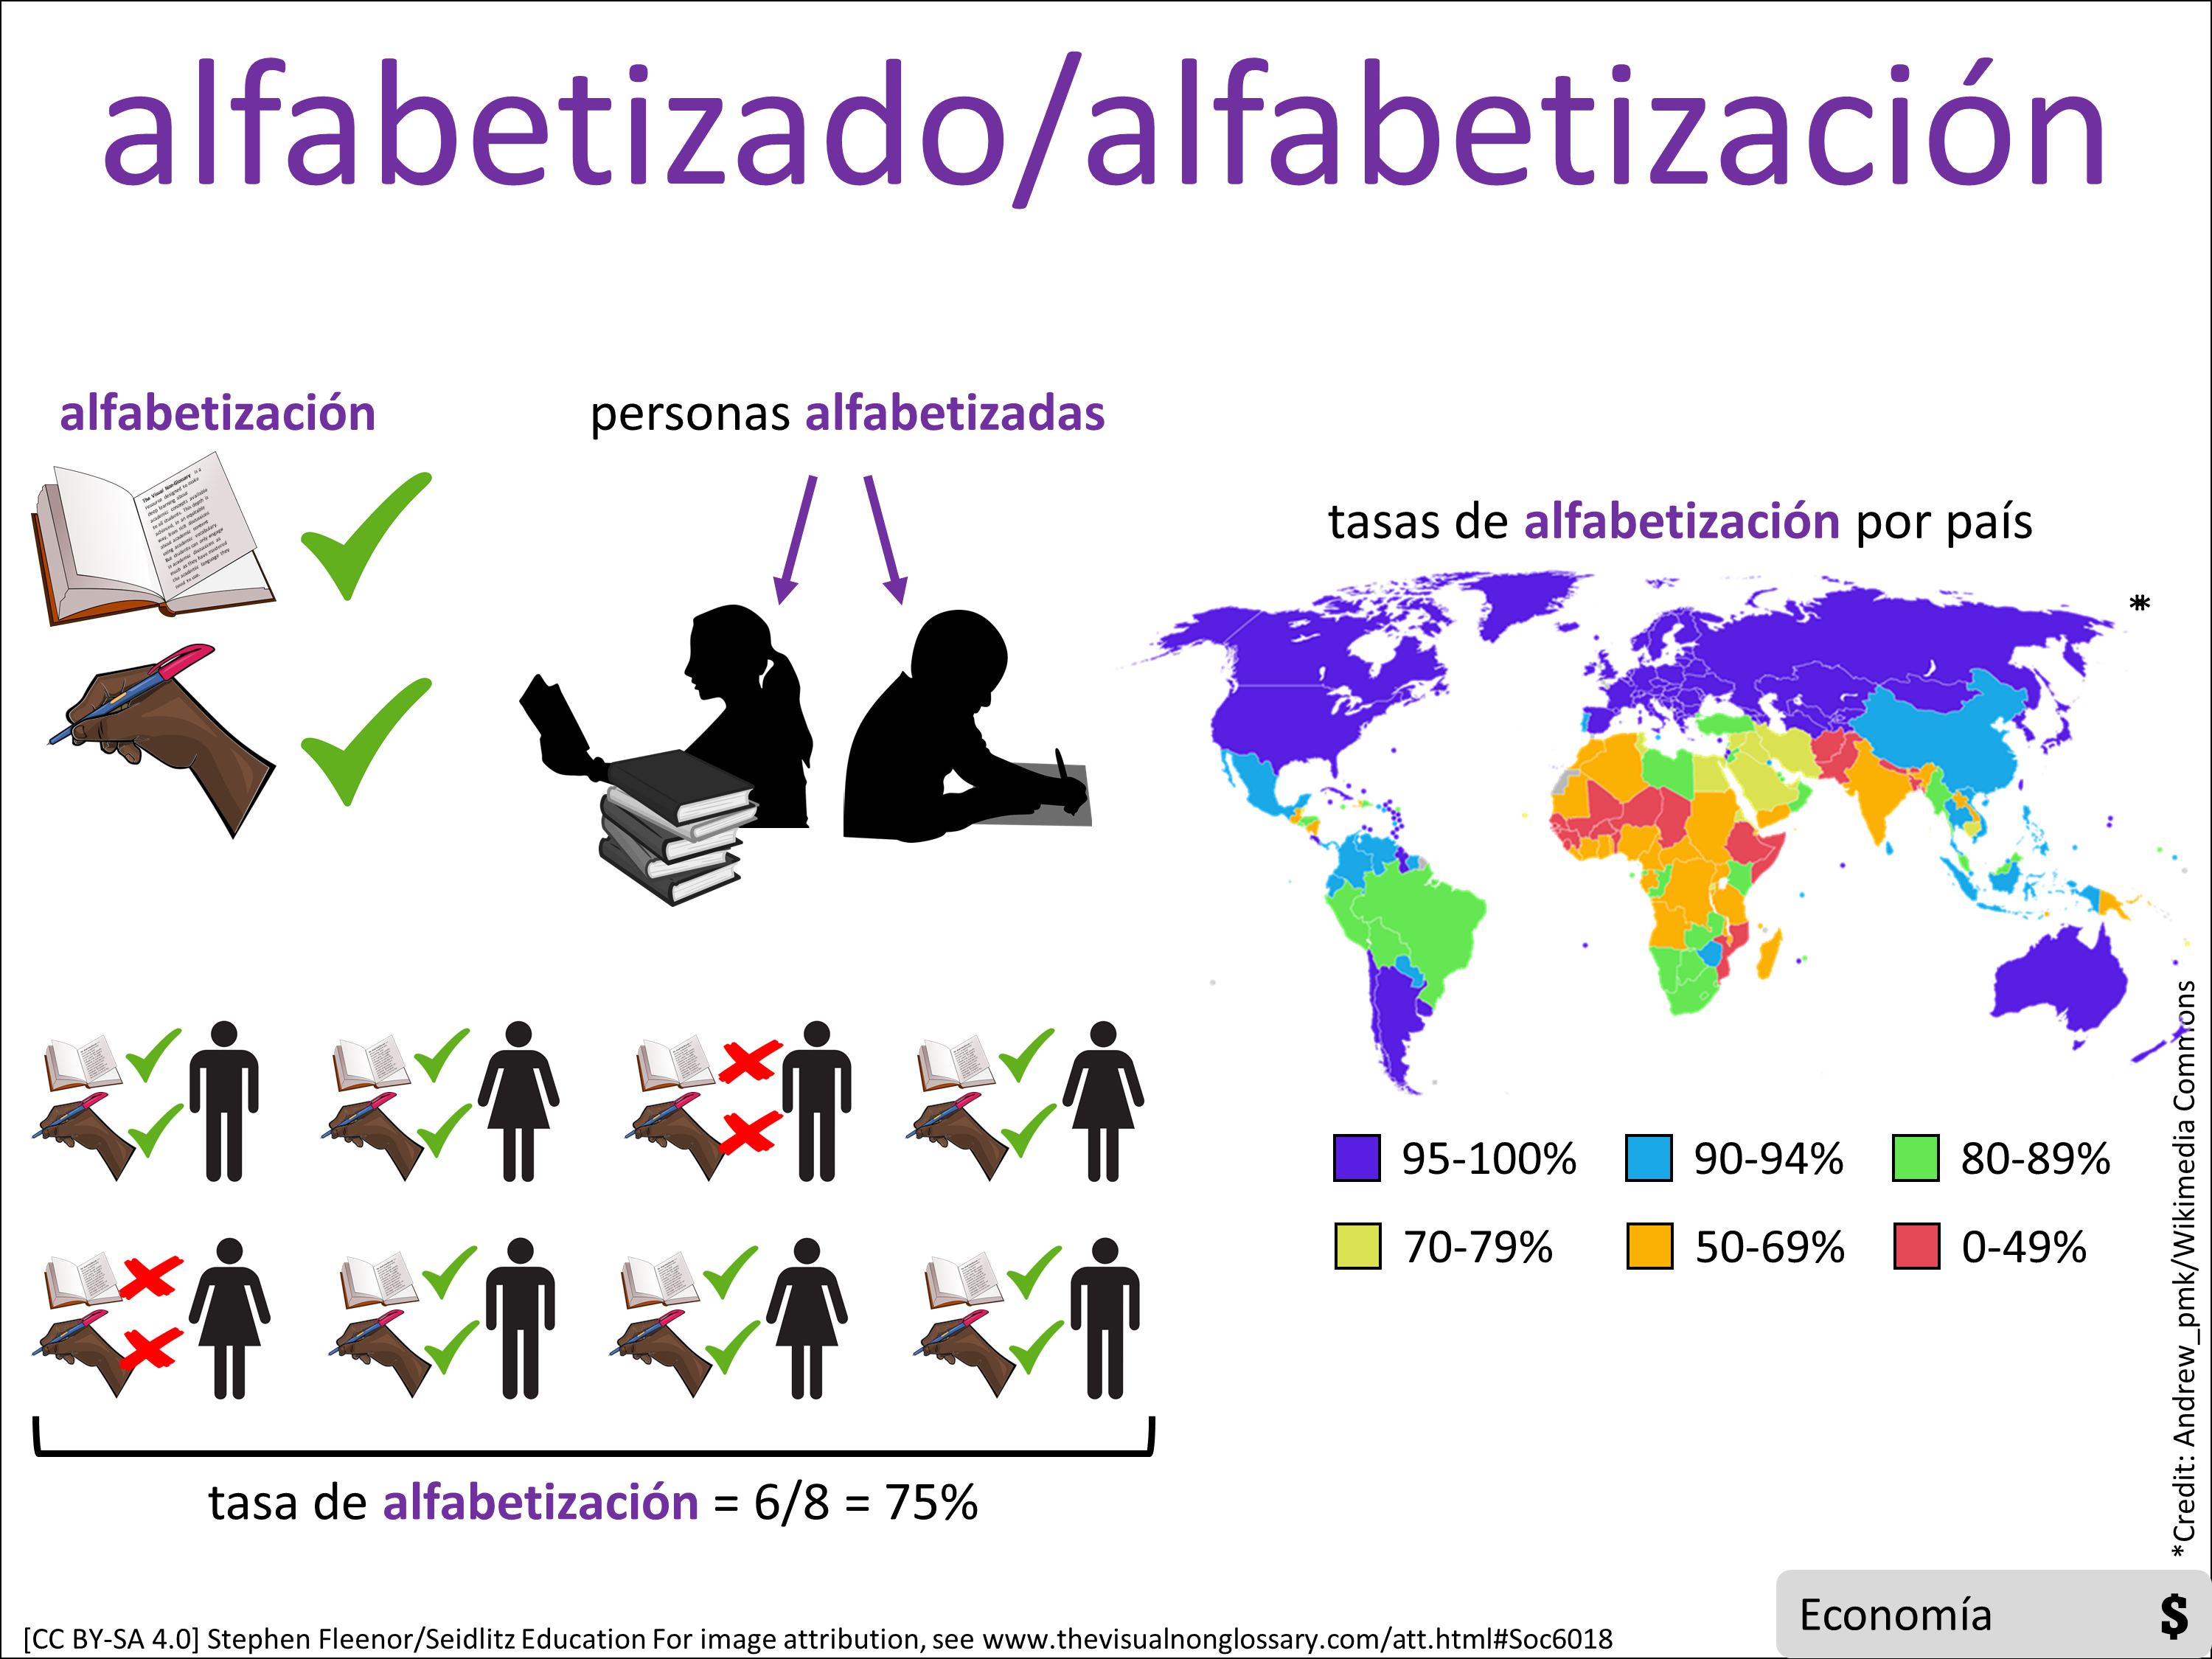 alfabetizado/alfabetización
alfabetización
personas alfabetizadas
tasas de alfabetización por país
*
95-100%
90-94%
80-89%
70-79%
50-69%
0-49%
tasa de alfabetización = 6/8 = 75%
*Credit: Andrew_pmk/Wikimedia Commons
Economía $
[CC BY-SA 4.0] Stephen Fleenor/Seidlitz Education For image attribution, see www.thevisualnonglossary.com/att.html#Soc6018